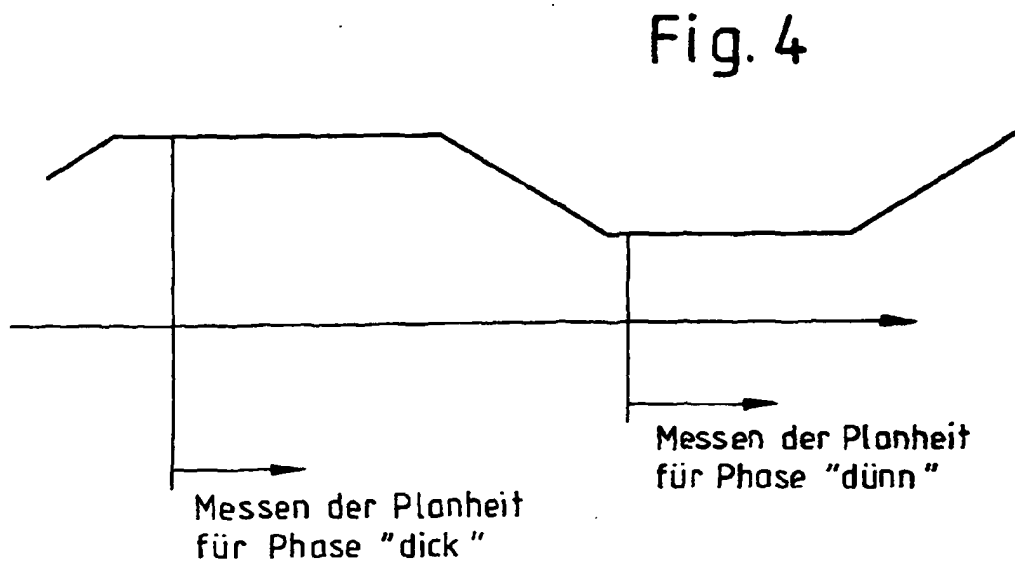 Fig. 4
Messen der Planheit
für Phase "dünn"
Messen der Planheit
für Phase "dick"